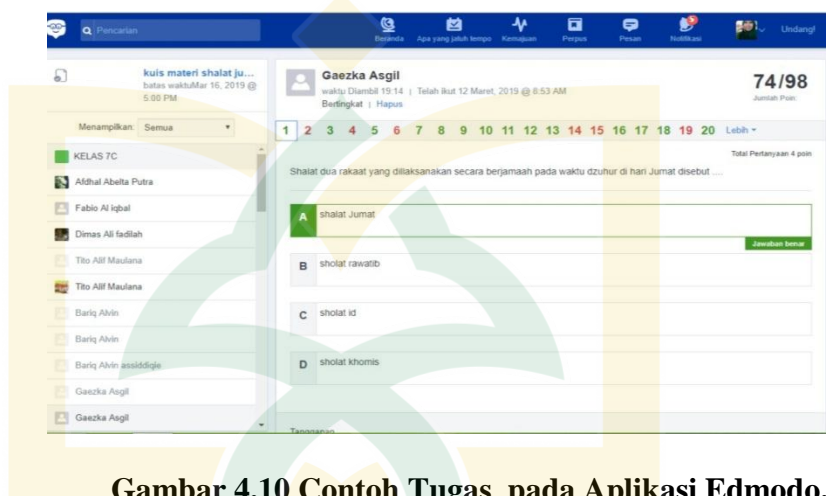 Pencarian
Beranda Apa yang jatuh tempo Kemajuan Perpus Pesan Notifikasi Undang!
kuis materi shalat ju...
batas waktuMar 16, 2019 @
5:00 PM
Menampilkan: Semua
KELAS 7C
Afdhal Abelta Putra
Fabio Al iqbal
Dimas Ali fadilah
Tito Alif Maulana
Tito Alif Maulana
Bariq Alvin
Bariq Alvin
Bariq Alvin assiddiqie
Gaezka Asgil
Gaezka Asgil
Gaezka Asgil
waktu Diambil 19:14 | Telah ikut 12 Maret, 2019 @ 8:53 AM
Bertingkat | Hapus
74/98
Jumlah Poin:
1 2 3 4 5 6 7 8 9 10 11 12 13 14 15 16 17 18 19 20 Lebih
Total Pertanyaan 4 poin
Shalat dua rakaat yang dillaksanakan secara berjamaah pada waktu dzuhur di hari Jumat disebut ....
A shalat Jumat
Jawaban benar
B sholat rawatib
C sholat id
D sholat khomis
Tanggapan
Gambar 4.10 Contoh Tugas pada Aplikasi Edmodo.